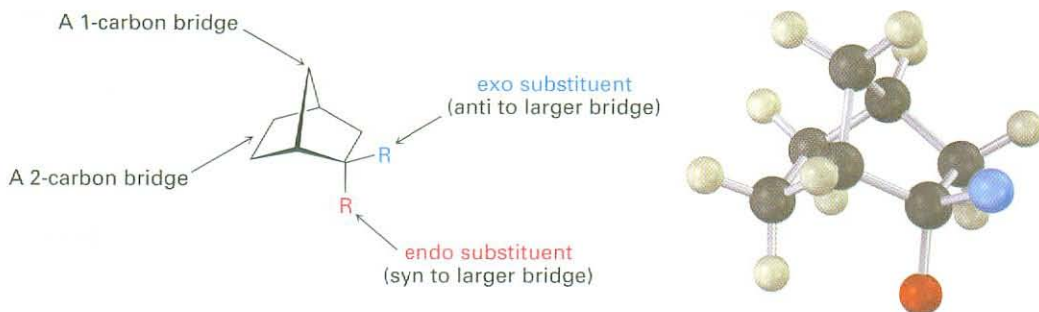 A 1-carbon bridge
exo substituent
(anti to larger bridge)
A 2-carbon bridge
R
R
endo substituent
(syn to larger bridge)